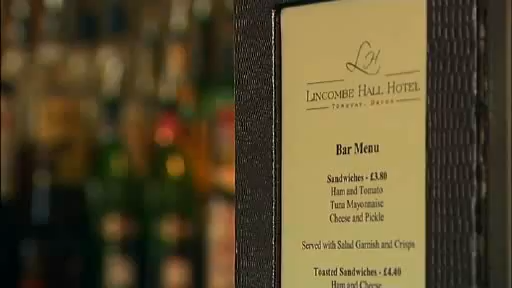 LH
LINCOMBE HALL HOTEL
TORQUAY, DEVON
Bar Menu
Sandwiches - £3.80
Ham and Tomato
Tuna Mayonnaise
Cheese and Pickle
Served with Salad Garnish and Crisps
Toasted Sandwiches - £4.40
Ham and Cheese